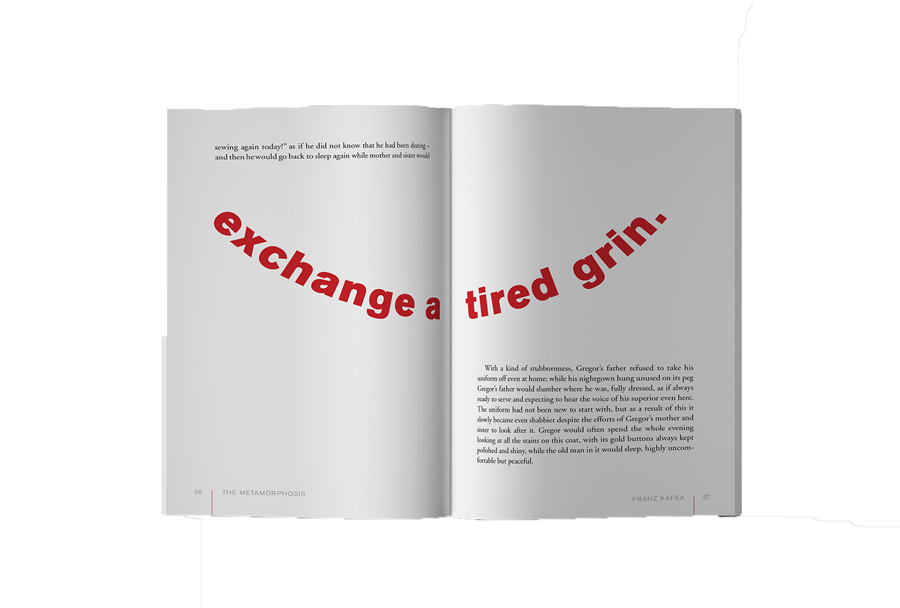 sewing again today!" as if he did not know that he had been dozing -
and then he would go back to sleep again while mother and sister would
exchange a tired grin.
With a kind of stubbornness, Gregor's father refused to take his
uniform off even at home; while his nightgown hung unused on its peg
Gregor's father would slumber where he was, fully dressed, as if always
ready to serve and expecting to hear the voice of his superior even here.
The uniform had not been new to start with, but as a result of this it
slowly became even shabbier despite the efforts of Gregor's mother and
sister to look after it. Gregor would often spend the whole evening
looking at all the stains on this coat, with its gold buttons always kept
polished and shiny, while the old man in it would sleep, highly uncom-
fortable but peaceful.
56 THE METAMORPHOSIS
FRANZ KAFKA 57